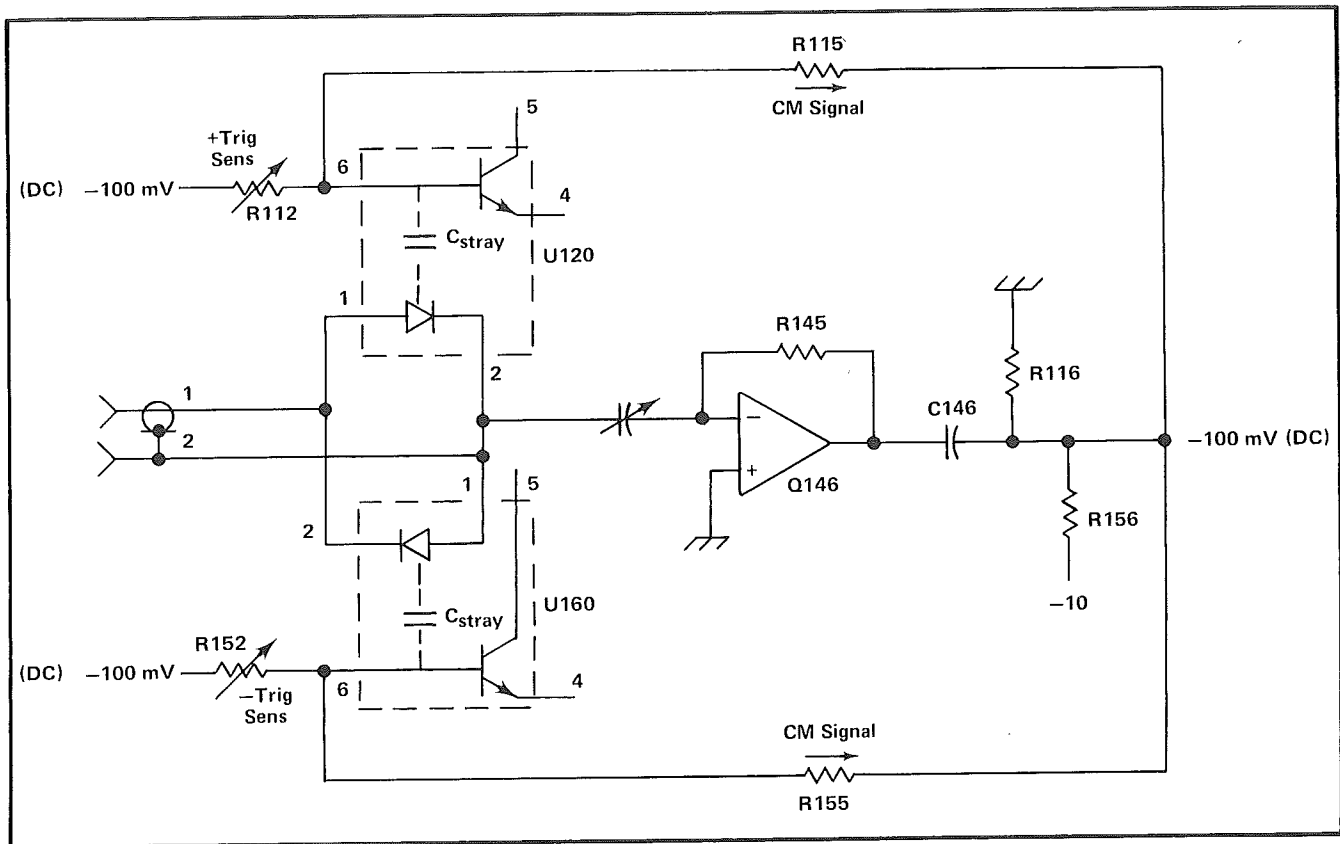 R115
CM Signal
5
+Trig
Sens
6
4
(DC) −100 mV
R112
Cstray
U120
1
R145
2
R116
1
C146
2
−100 mV (DC)
1
5
Q146
R156
2
−10
Cstray
U160
R152
(DC) −100 mV
6
4
−Trig
Sens
CM Signal
R155